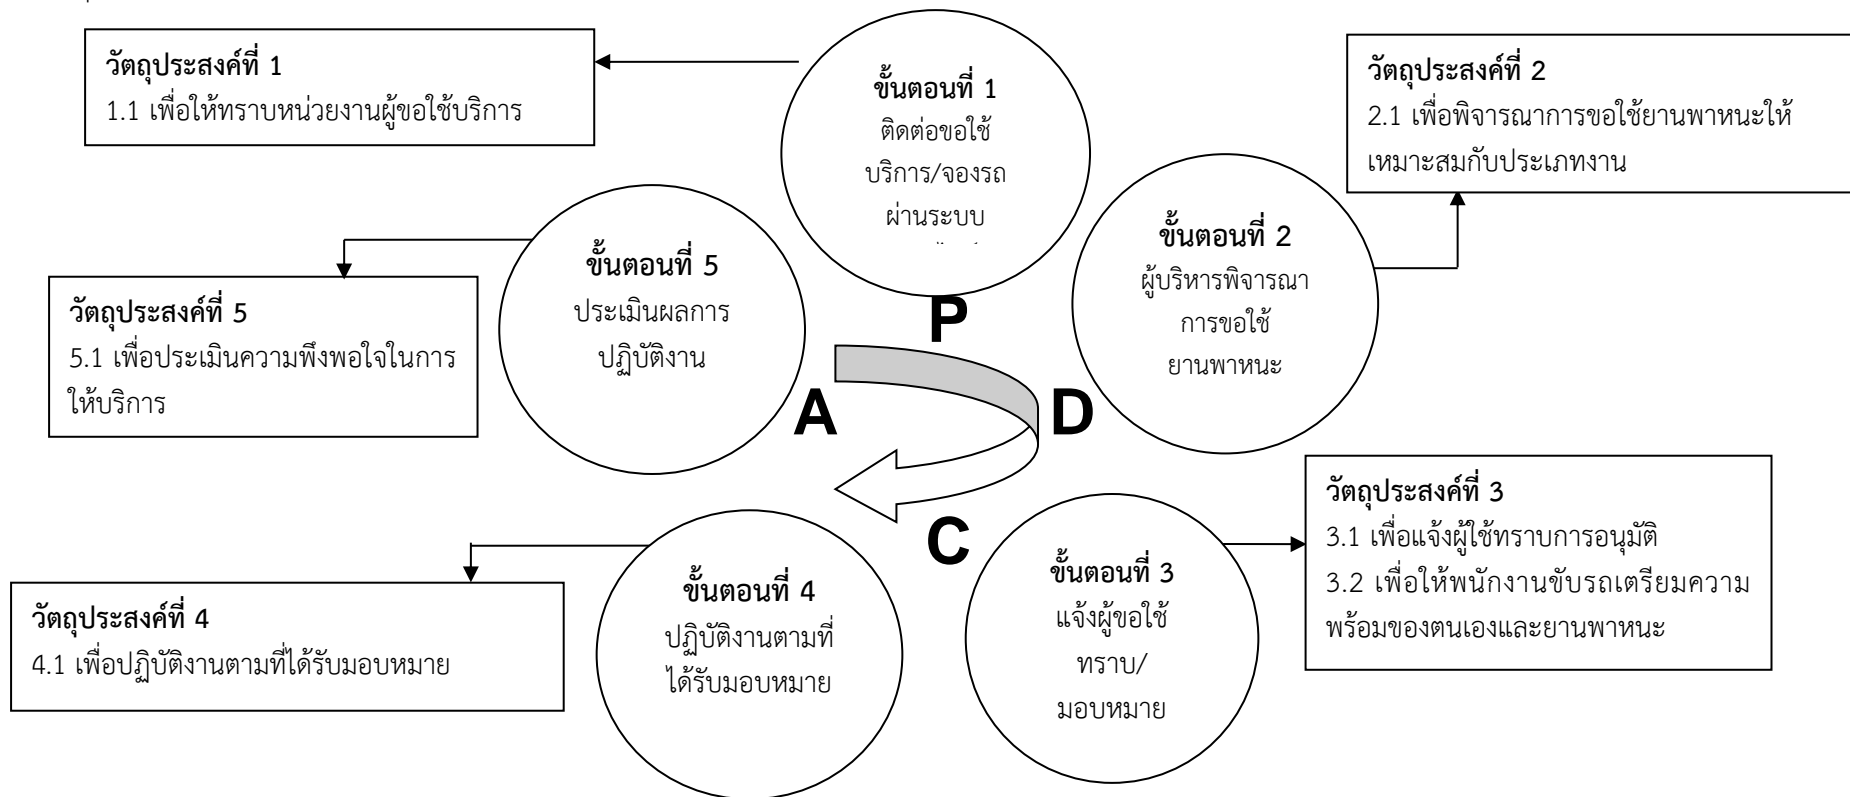 วัตถุประสงค์ที่ 1
1.1 เพื่อให้ทราบหน่วยงานผู้ขอใช้บริการ
ขั้นตอนที่ 1
ติดต่อขอใช้
บริการ/จองรถ
ผ่านระบบ
วัตถุประสงค์ที่ 2
2.1 เพื่อพิจารณาการขอใช้ยานพาหนะให้
เหมาะสมกับประเภทงาน
ขั้นตอนที่ 2
ผู้บริหารพิจารณา
การขอใช้
ยานพาหนะ
ขั้นตอนที่ 5
ประเมินผลการ
ปฏิบัติงาน
วัตถุประสงค์ที่ 5
5.1 เพื่อประเมินความพึงพอใจในการ
ให้บริการ
P
A
D
C
วัตถุประสงค์ที่ 3
3.1 เพื่อแจ้งผู้ใช้ทราบการอนุมัติ
3.2 เพื่อให้พนักงานขับรถเตรียมความ
พร้อมของตนเองและยานพาหนะ
ขั้นตอนที่ 3
แจ้งผู้ขอใช้
ทราบ/
มอบหมาย
ขั้นตอนที่ 4
ปฏิบัติงานตามที่
ได้รับมอบหมาย
วัตถุประสงค์ที่ 4
4.1 เพื่อปฏิบัติงานตามที่ได้รับมอบหมาย